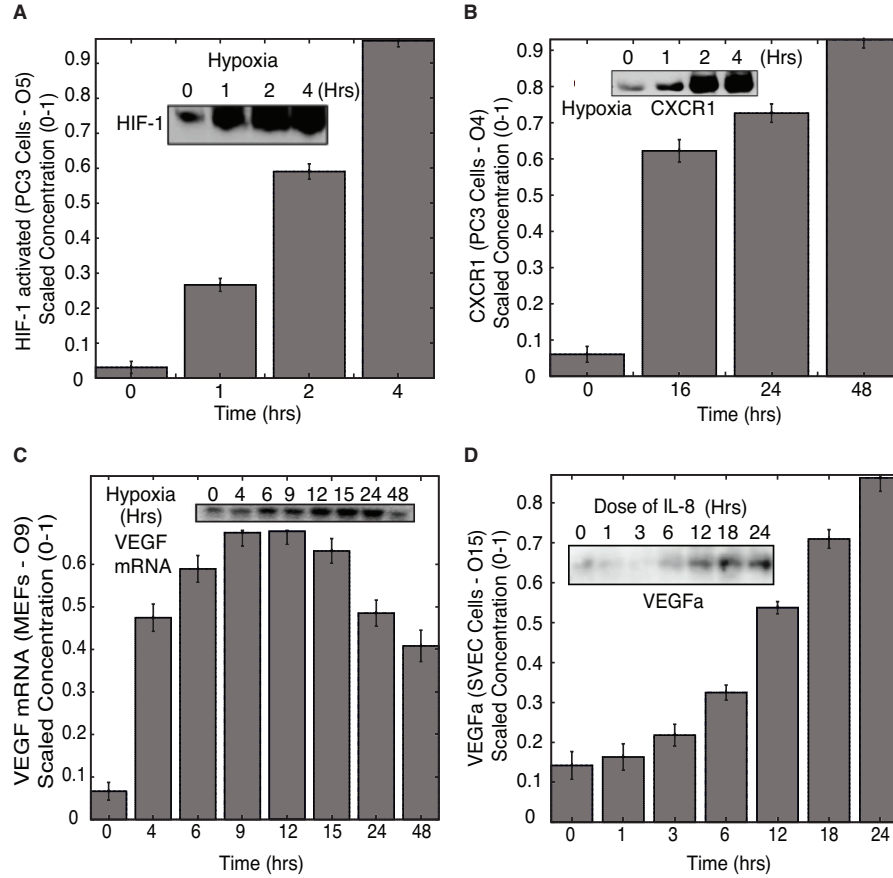 A
HIF-1 activated (PC3 Cells - O5)
Scaled Concentration (0-1)
0.9
0.8
0.7
0.6
0.5
0.4
0.3
0.2
0.1
0
Hypoxia
0 1 2 4 (Hrs)
HIF-1
0 1 2 4
Time (hrs)
B
CXCR1 (PC3 Cells - O4)
Scaled Concentration (0-1)
0.9
0.8
0.7
0.6
0.5
0.4
0.3
0.2
0.1
0
0 1 2 4 (Hrs)
Hypoxia CXCR1
0 16 24 48
Time (hrs)
C
VEGF mRNA (MEFs - O9)
Scaled Concentration (0-1)
0.6
0.5
0.4
0.3
0.2
0.1
0
Hypoxia 0 4 6 9 12 15 24 48
(Hrs)
VEGF
mRNA
0 4 6 9 12 15 24 48
Time (hrs)
D
VEGFa (SVEC Cells - O15)
Scaled Concentration (0-1)
0.8
0.7
0.6
0.5
0.4
0.3
0.2
0.1
0
Dose of IL-8 (Hrs)
0 1 3 6 12 18 24
VEGFa
0 1 3 6 12 18 24
Time (hrs)